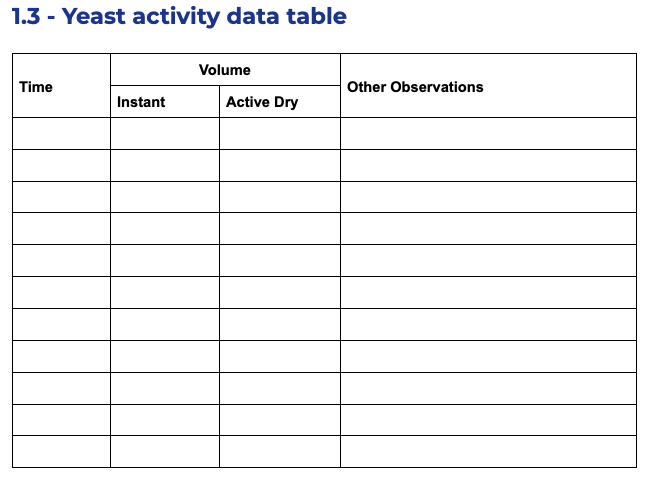 1.3 - Yeast activity data table
Time
Volume
Instant
Active Dry
Other Observations